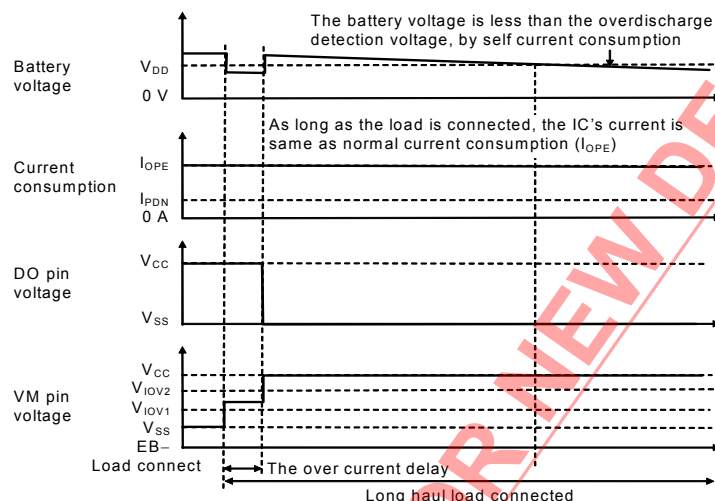 The battery voltage is less than the overdischarge
detection voltage, by self current consumption
Battery
voltage
VDD
0 V
As long as the load is connected, the IC's current is
same as normal current consumption (IOPE)
Current
consumption
IOPE
IPDN
0 A
DO pin
voltage
VCC
VSS
VM pin
voltage
VCC
VIOV2
VIOV1
VSS
EB−
Load connect
The over current delay
Long haul load connected
OR NEW DE